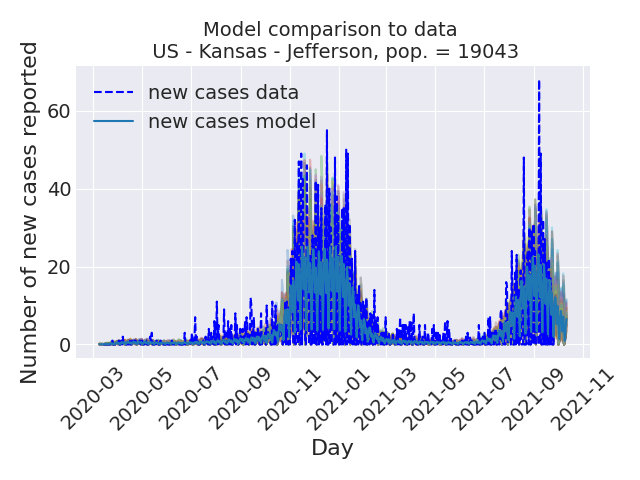 Model comparison to data
US - Kansas - Jefferson, pop. = 19043
Number of new cases reported
60
40
20
0
new cases data
new cases model
2020-03
2020-05
2020-07
2020-09
2020-11
2021-01
2021-03
2021-05
2021-07
2021-09
2021-11
Day